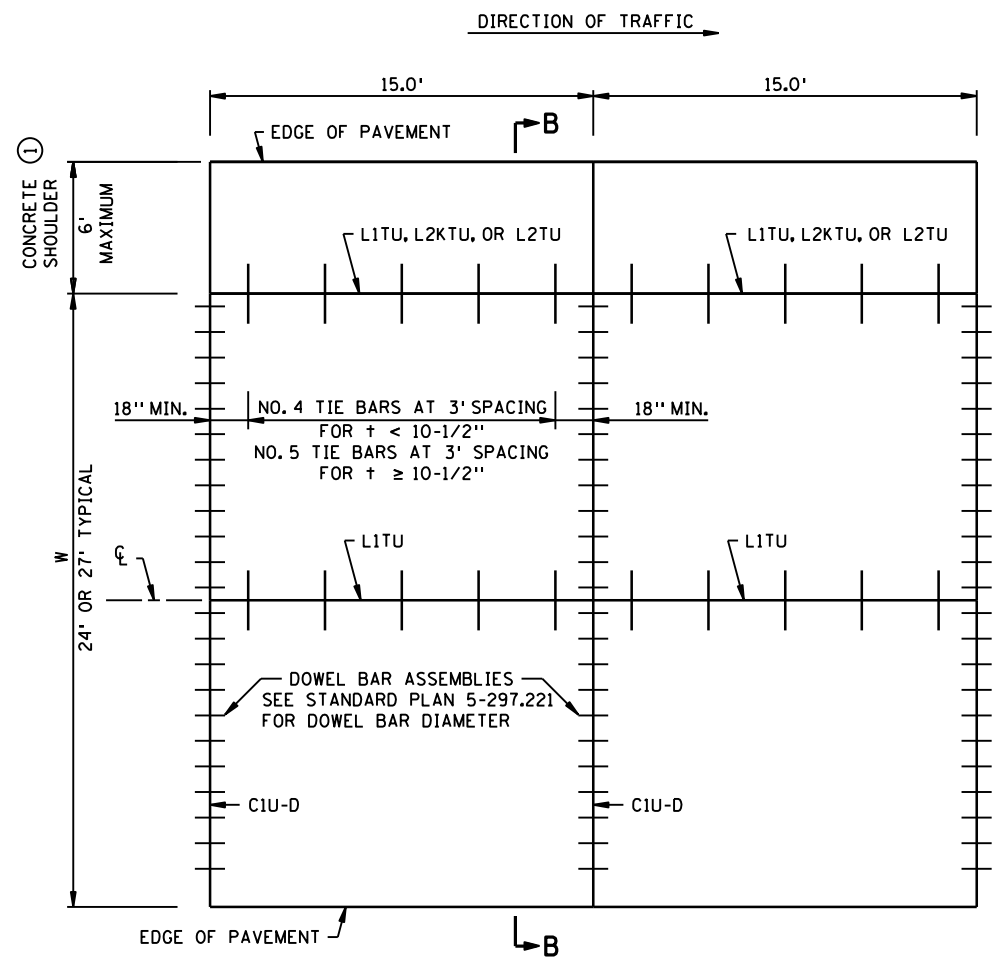 DIRECTION OF TRAFFIC
15.0'
15.0'
B
EDGE OF PAVEMENT
1
CONCRETE
SHOULDER
6'
MAXIMUM
L1TU, L2KTU, OR L2TU
L1TU, L2KTU, OR L2TU
18" MIN.
NO. 4 TIE BARS AT 3' SPACING
FOR t < 10-1/2"
NO. 5 TIE BARS AT 3' SPACING
FOR t ≥ 10-1/2"
18" MIN.
W
24' OR 27' TYPICAL
℄
L1TU
L1TU
DOWEL BAR ASSEMBLIES
SEE STANDARD PLAN 5-297.221
FOR DOWEL BAR DIAMETER
C1U-D
C1U-D
EDGE OF PAVEMENT
B